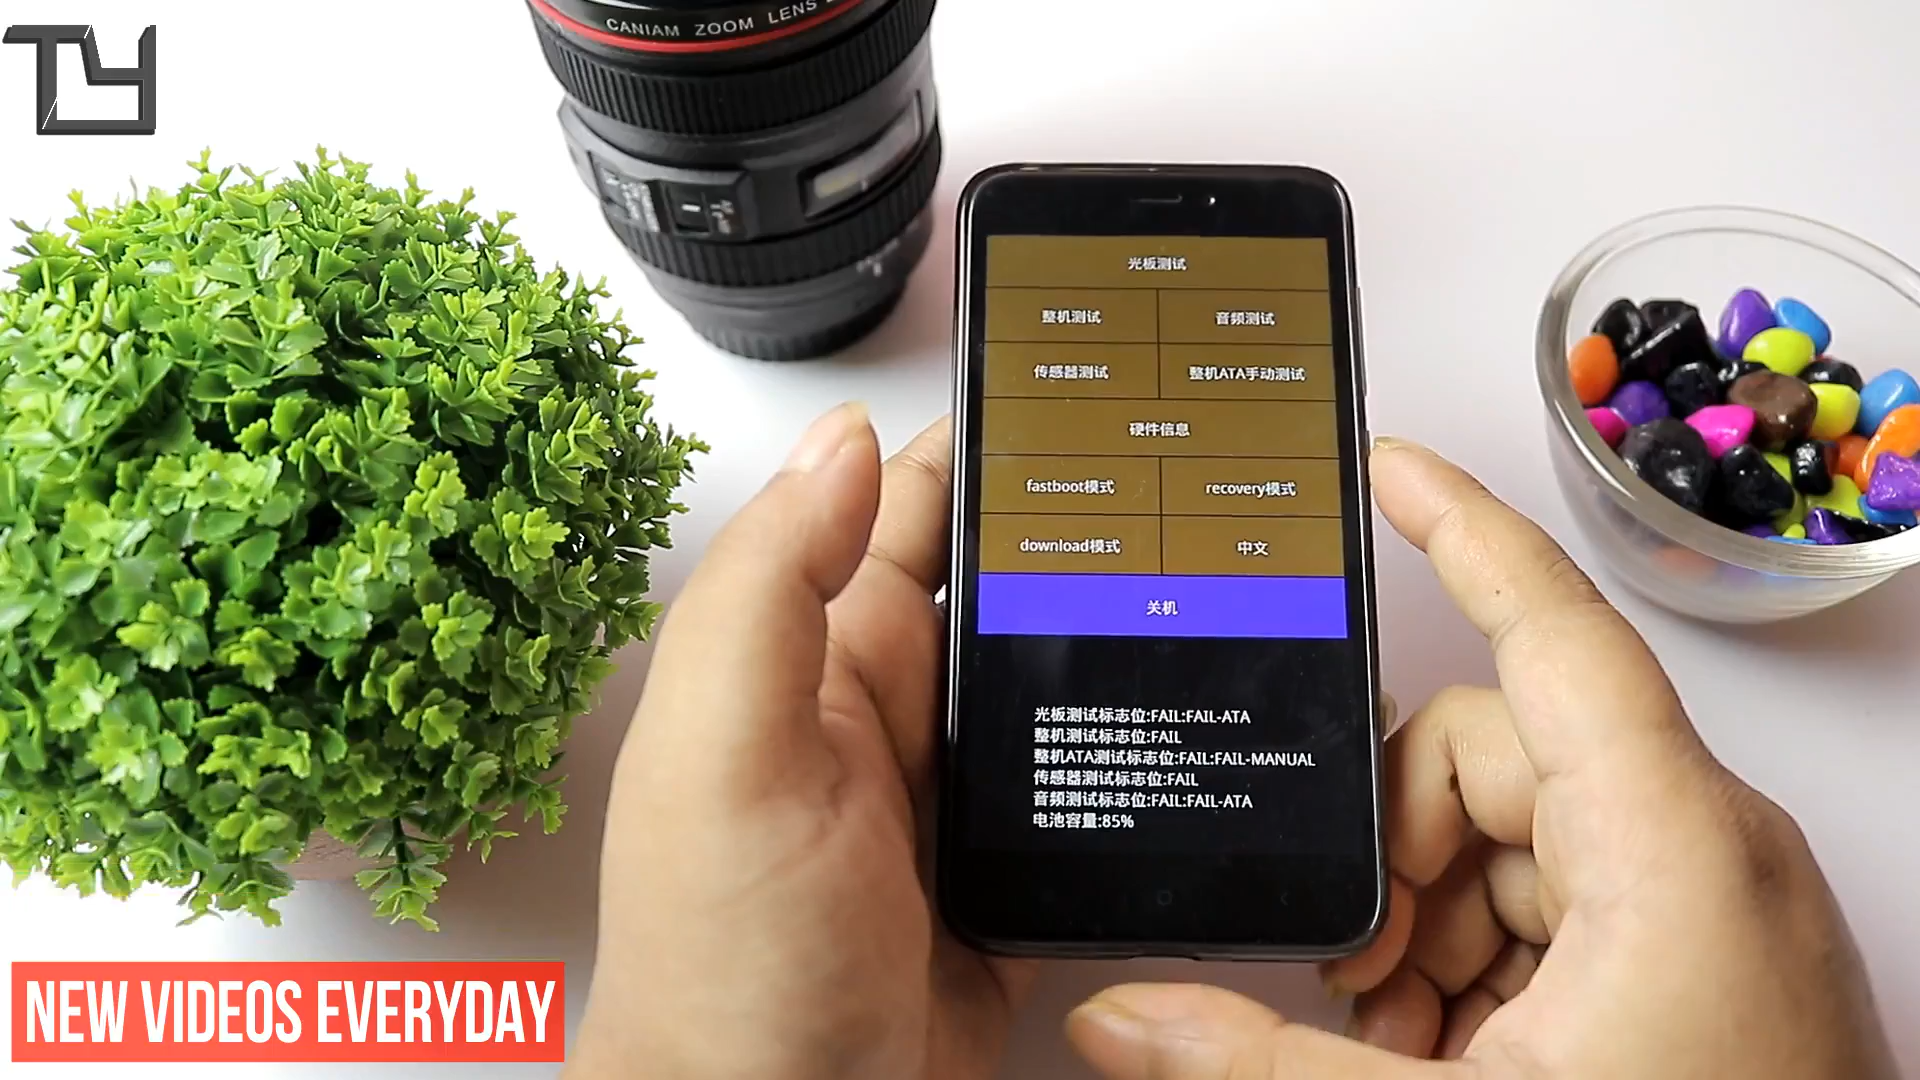 TY
CANIAM ZOOM LENS
光板测试
整机测试
音频测试
传感器测试
整机ATA手动测试
硬件信息
fastboot模式
recovery模式
download模式
中文
关机
光板测试标志位:FAIL:FAIL-ATA
整机测试标志位:FAIL
整机ATA测试标志位:FAIL:FAIL-MANUAL
传感器测试标志位:FAIL
音频测试标志位:FAIL:FAIL-ATA
电池容量:85%
NEW VIDEOS EVERYDAY